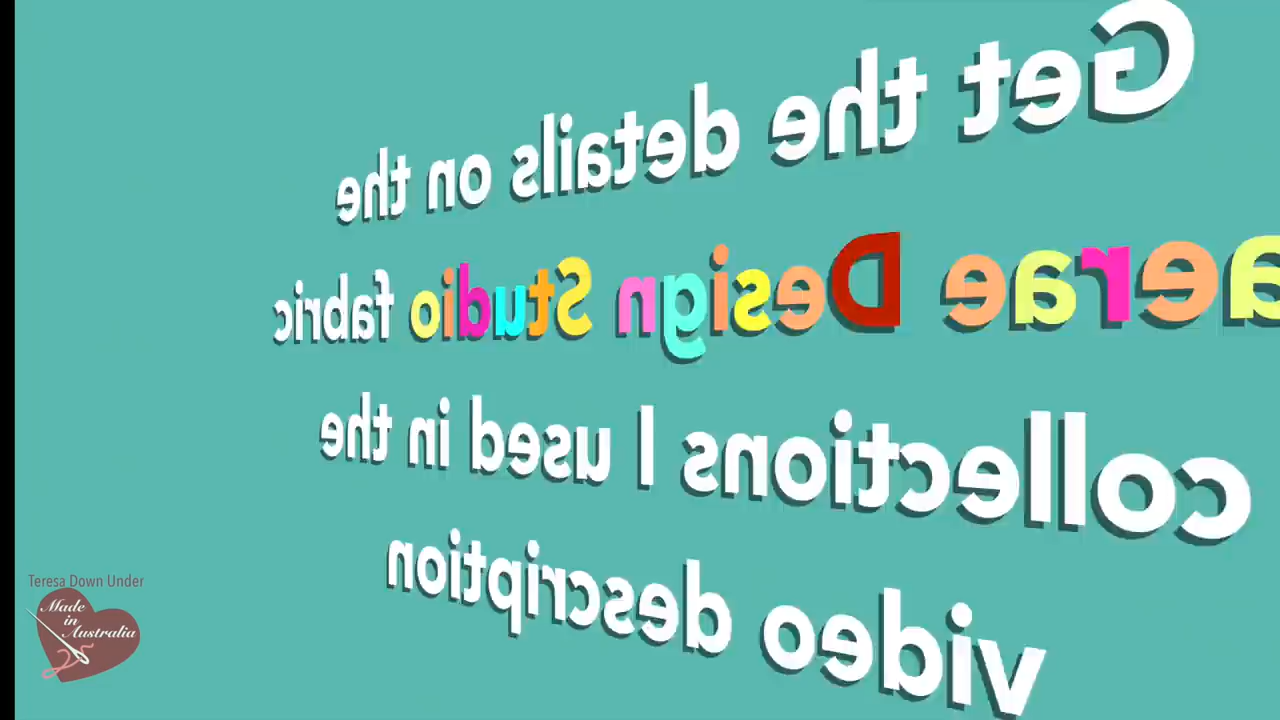 Get the details on the
aerae Design Studio fabric
collections I used in the
video description
Teresa Down Under
Made
in
Australia